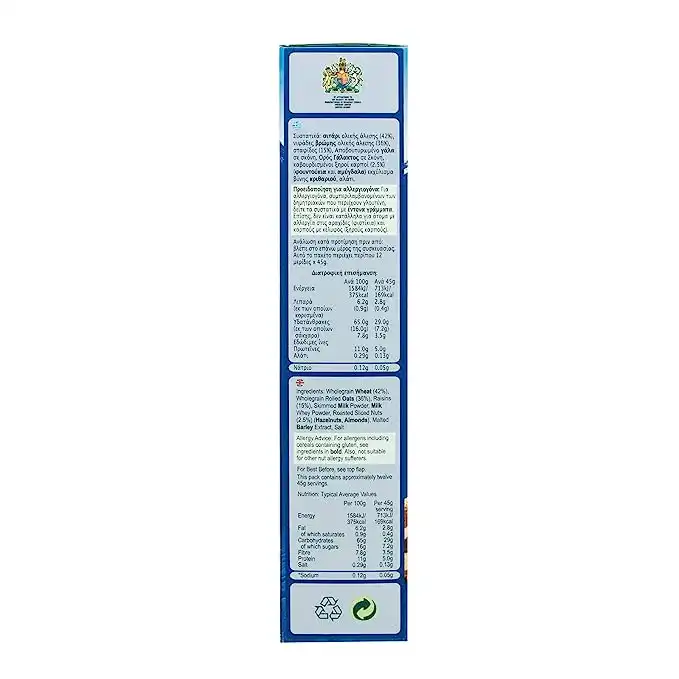 Συστατικά: σιτάρι ολικής άλεσης (42%),
νιφάδες βρώμης ολικής άλεσης (36%),
σταφίδες (15%), Αποβουτυρωμένο γάλα
σε σκόνη, Ορός Γάλακτος σε Σκόνη,
καβουρδισμένοι ξηροί καρποί (2.5%)
(φουντούκια και αμύγδαλα) εκχύλισμα
βύνης κριθαριού, αλάτι.
Προειδοποίηση για αλλεργιογόνα: Για
αλλεργιογόνα, συμπεριλαμβανομένων των
δημητριακών που περιέχουν γλουτένη,
δείτε τα συστατικά με έντονα γράμματα.
Επίσης, δεν είναι κατάλληλο για άτομα με
αλλεργία στις αραχίδες (φιστίκια) και
καρπούς με κέλυφος (ξηρούς καρπούς).
Ανάλωση κατά προτίμηση πριν από:
βλέπε στο επάνω μέρος της συσκευασίας.
Αυτό το πακέτο περιέχει περίπου 12
μερίδες x 45g.
Διατροφική επισήμανση:
Ανά 100g Ανά 45g
Ενέργεια 1584kJ/ 713kJ/
375kcal 169kcal
Λιπαρά 6.2g 2.8g
(εκ των οποίων (0.9g) (0.4g)
κορεσμένα)
Υδατάνθρακες 65.0g 29.0g
(εκ των οποίων (16.0g) (7.2g)
σάκχαρα) 7.8g 3.5g
Εδώδιμες ίνες
Πρωτεΐνες 11.0g 5.0g
Αλάτι 0.29g 0.13g
Νάτριο 0.12g 0.05g
Ingredients: Wholegrain Wheat (42%),
Wholegrain Rolled Oats (36%), Raisins
(15%), Skimmed Milk Powder, Milk
Whey Powder, Roasted Sliced Nuts
(2.5%) (Hazelnuts, Almonds), Malted
Barley Extract, Salt
Allergy Advice: For allergens including
cereals containing gluten, see
ingredients in bold. Also, not suitable
for other nut allergy sufferers.
For Best Before, see top flap.
This pack contains approximately twelve
45g servings.
Nutrition: Typical Average Values.
Per 100g Per 45g
serving
Energy 1584kJ/ 713kJ/
375kcal 169kcal
Fat 6.2g 2.8g
of which saturates 0.9g 0.4g
Carbohydrates 65g 29g
of which sugars 16g 7.2g
Fibre 7.8g 3.5g
Protein 11g 5.0g
Salt 0.29g 0.13g
*Sodium 0.12g 0.05g